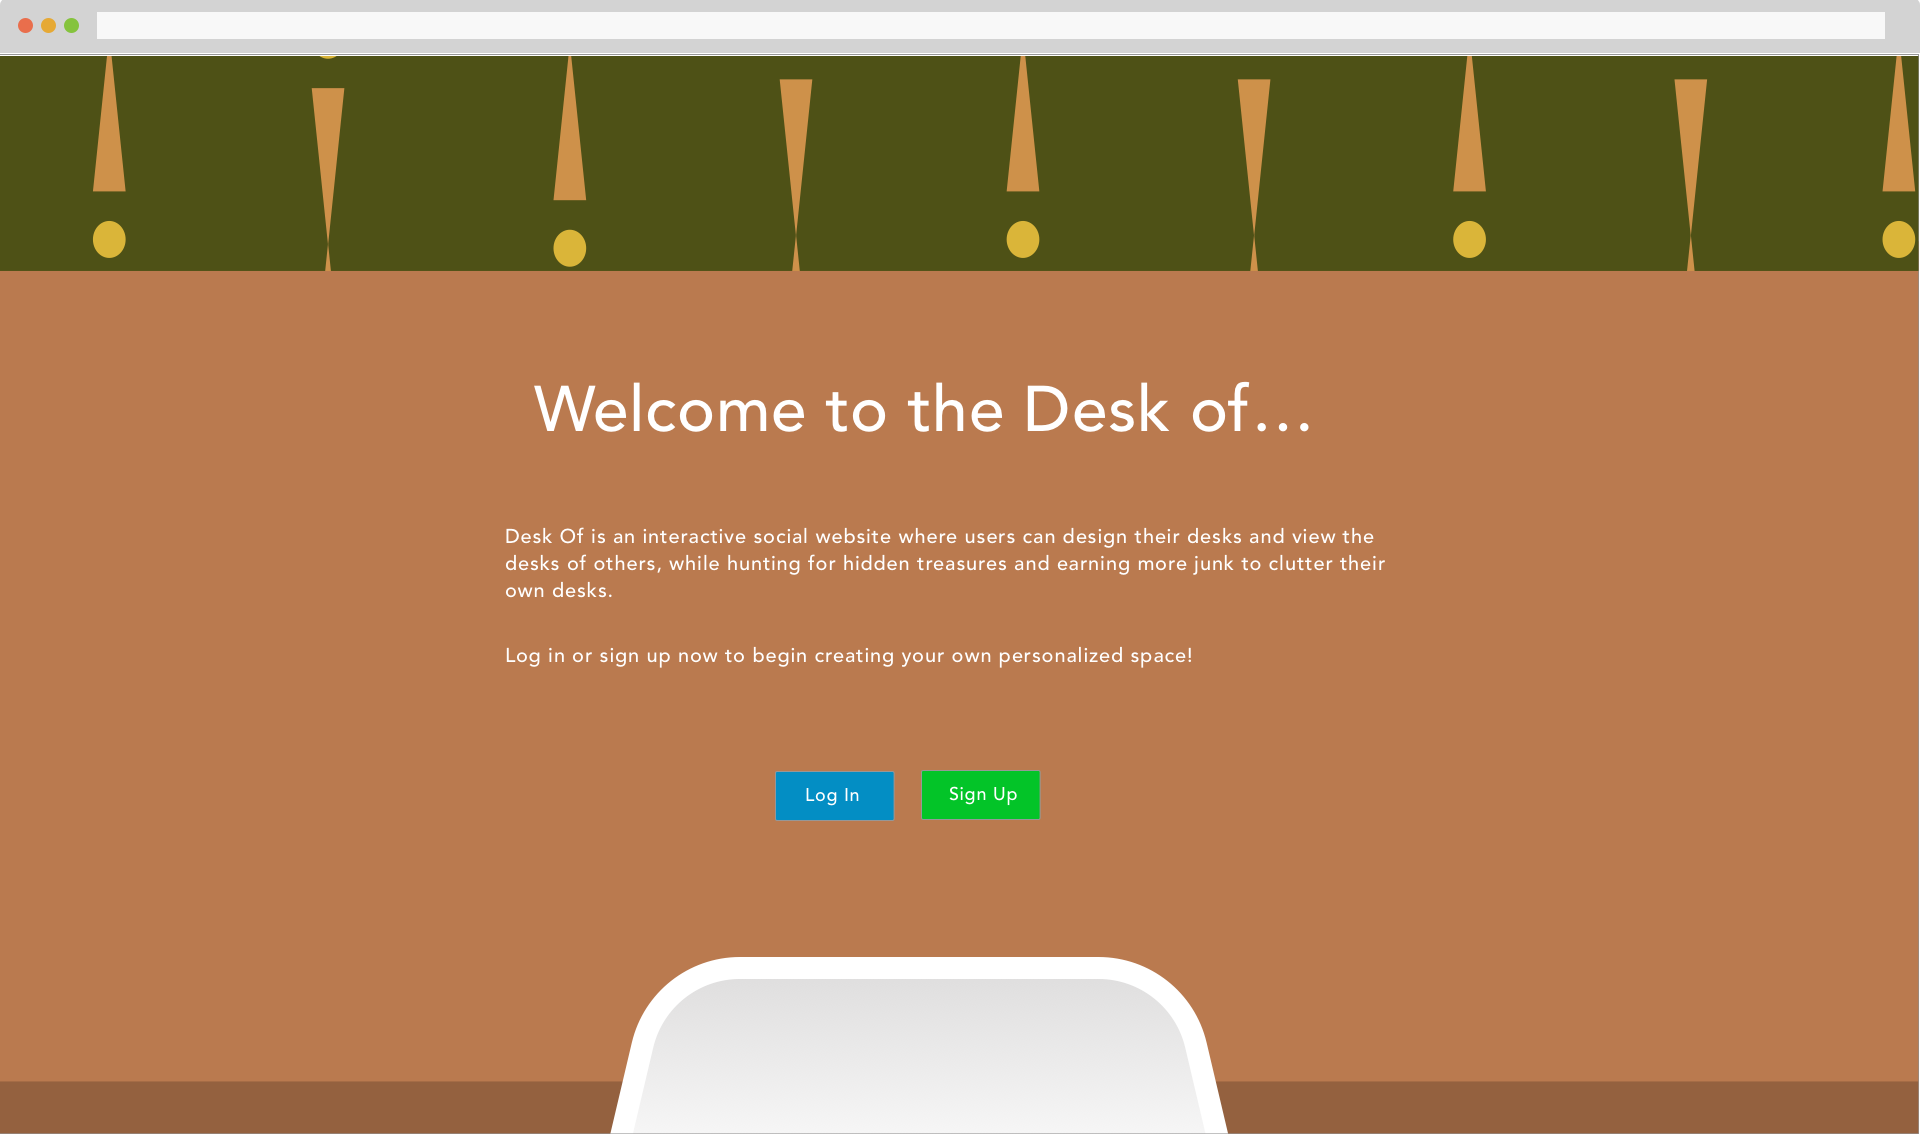 Welcome to the Desk of...
Desk Of is an interactive social website where users can design their desks and view the
desks of others, while hunting for hidden treasures and earning more junk to clutter their
own desks.
Log in or sign up now to begin creating your own personalized space!
Log In
Sign Up